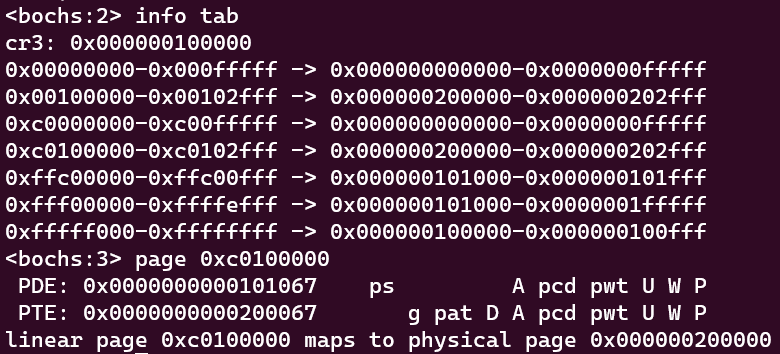 <bochs:2> info tab
cr3: 0x000000100000
0x00000000-0x000fffff -> 0x000000000000-0x0000000fffff
0x00100000-0x00102fff -> 0x000000200000-0x000000202fff
0xc0000000-0xc00fffff -> 0x000000000000-0x0000000fffff
0xc0100000-0xc0102fff -> 0x000000200000-0x000000202fff
0xffc00000-0xffc00fff -> 0x000000101000-0x000000101fff
0xfff00000-0xffffefff -> 0x000000101000-0x0000001fffff
0xfffff000-0xffffffff -> 0x000000100000-0x000000100fff
<bochs:3> page 0xc0100000
 PDE: 0x0000000000101067    ps         A pcd pwt U W P
 PTE: 0x0000000000200067       g pat D A pcd pwt U W P
linear page 0xc0100000 maps to physical page 0x000000200000